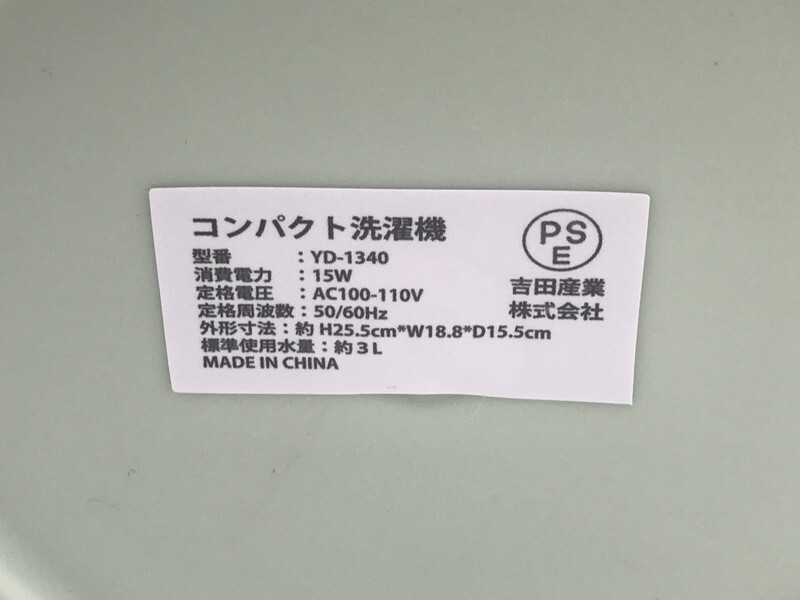 コンパクト洗濯機
型番　　　：YD-1340
消費電力　：15W
定格電圧　：AC100-110V
定格周波数：50/60Hz
外形寸法：約 H25.5cm*W18.8*D15.5cm
標準使用水量：約３L
MADE IN CHINA
PS
E
吉田産業
株式会社